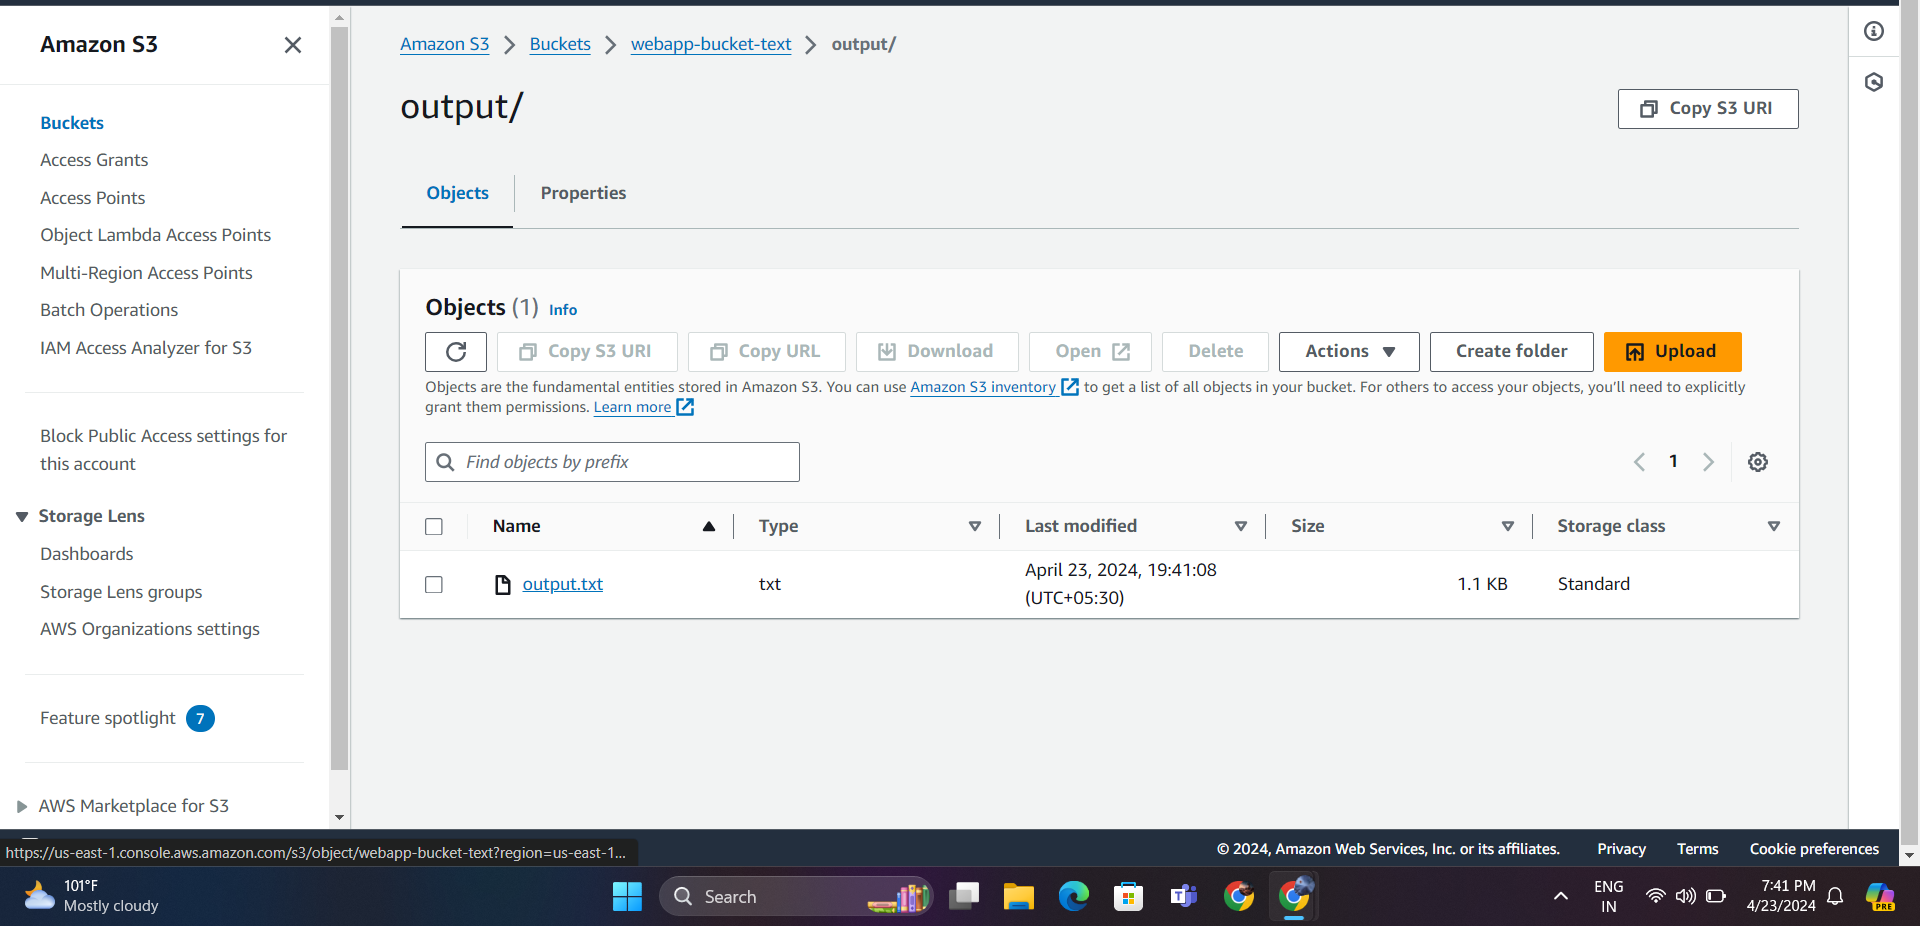 Amazon S3
Buckets
Access Grants
Access Points
Object Lambda Access Points
Multi-Region Access Points
Batch Operations
IAM Access Analyzer for S3
Block Public Access settings for
this account
Storage Lens
Dashboards
Storage Lens groups
AWS Organizations settings
Feature spotlight 7
AWS Marketplace for S3
Amazon S3 Buckets webapp-bucket-text output/
output/
Copy S3 URI
Objects Properties
Objects (1) Info
Copy S3 URI Copy URL Download Open Delete Actions Create folder Upload
Objects are the fundamental entities stored in Amazon S3. You can use Amazon S3 inventory to get a list of all objects in your bucket. For others to access your objects, you'll need to explicitly
grant them permissions. Learn more
Find objects by prefix
1
Name Type Last modified Size Storage class
output.txt txt April 23, 2024, 19:41:08 (UTC+05:30) 1.1 KB Standard
https://us-east-1.console.aws.amazon.com/s3/object/webapp-bucket-text?region=us-east-1...
© 2024, Amazon Web Services, Inc. or its affiliates. Privacy Terms Cookie preferences
101°F
Mostly cloudy
Search
ENG
IN
7:41 PM
4/23/2024
PRE